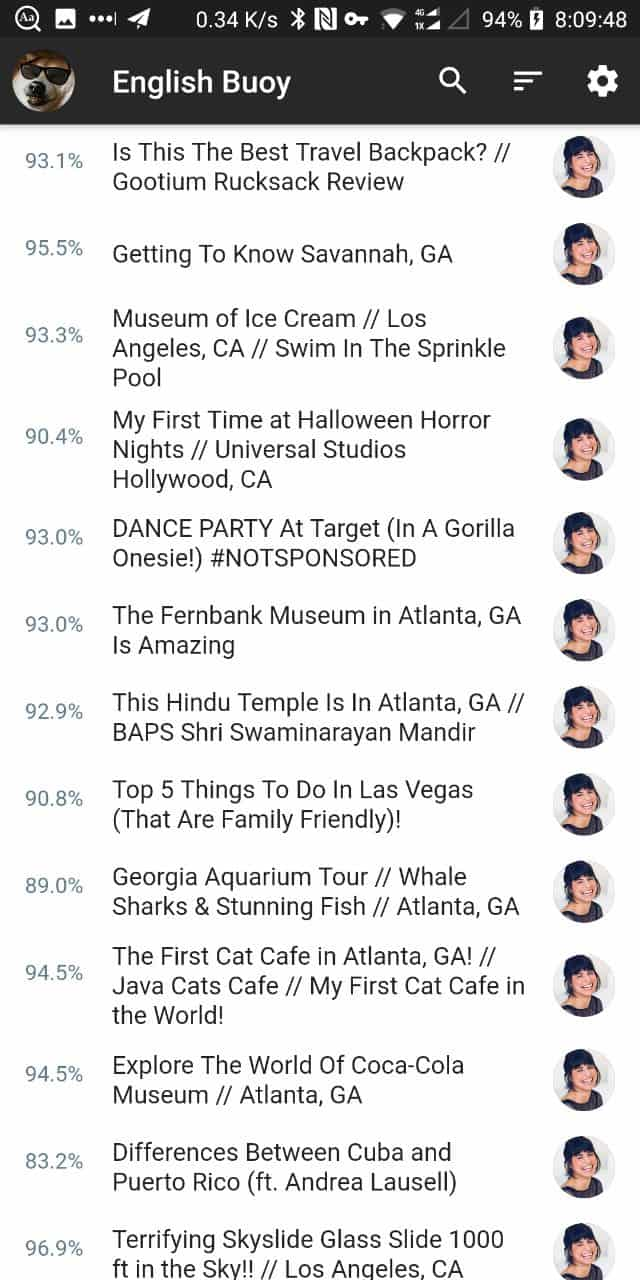 Aa 0.34 K/s 4G 1X 94% 8:09:48
English Buoy
93.1%
Is This The Best Travel Backpack? //
Gootium Rucksack Review
95.5%
Getting To Know Savannah, GA
93.3%
Museum of Ice Cream // Los
Angeles, CA // Swim In The Sprinkle
Pool
90.4%
My First Time at Halloween Horror
Nights // Universal Studios
Hollywood, CA
93.0%
DANCE PARTY At Target (In A Gorilla
Onesie!) #NOTSPONSORED
93.0%
The Fernbank Museum in Atlanta, GA
Is Amazing
92.9%
This Hindu Temple Is In Atlanta, GA //
BAPS Shri Swaminarayan Mandir
90.8%
Top 5 Things To Do In Las Vegas
(That Are Family Friendly)!
89.0%
Georgia Aquarium Tour // Whale
Sharks & Stunning Fish // Atlanta, GA
94.5%
The First Cat Cafe in Atlanta, GA! //
Java Cats Cafe // My First Cat Cafe in
the World!
94.5%
Explore The World Of Coca-Cola
Museum // Atlanta, GA
83.2%
Differences Between Cuba and
Puerto Rico (ft. Andrea Lausell)
96.9%
Terrifying Skyslide Glass Slide 1000
ft in the Sky!! // Los Angeles, CA